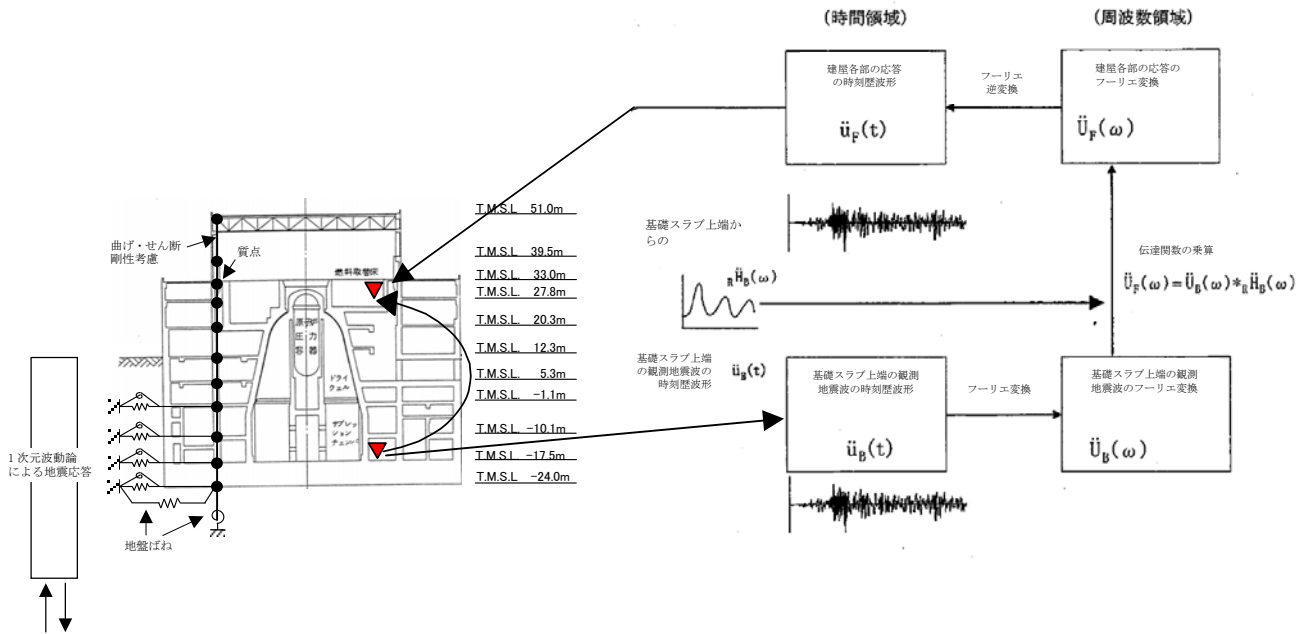 (時間領域)
(周波数領域)
建屋各部の応答
の時刻歴波形
ü_F(t)
フーリエ
逆変換
建屋各部の応答の
フーリエ変換
Ü_F(ω)
T.M.S.L 51.0m
T.M.S.L. 39.5m
T.M.S.L. 33.0m
T.M.S.L. 27.8m
T.M.S.L. 20.3m
T.M.S.L. 12.3m
T.M.S.L. 5.3m
T.M.S.L. -1.1m
T.M.S.L. -10.1m
T.M.S.L. -17.5m
T.M.S.L -24.0m
曲げ・せん断
剛性考慮
質点
燃料取替床
原子炉
圧力
容器
ドライ
ウェル
サプレッ
ション
チェンバ
1次元波動論
による地震応答
地盤ばね
基礎スラブ上端か
らの
_RḦ_B(ω)
伝達関数の乗算
Ü_F(ω)=Ü_B(ω)*_RḦ_B(ω)
基礎スラブ上端
の観測地震波の
時刻歴波形
ü_B(t)
基礎スラブ上端の観測
地震波の時刻歴波形
ü_B(t)
フーリエ変換
基礎スラブ上端の観測
地震波のフーリエ変換
Ü_B(ω)